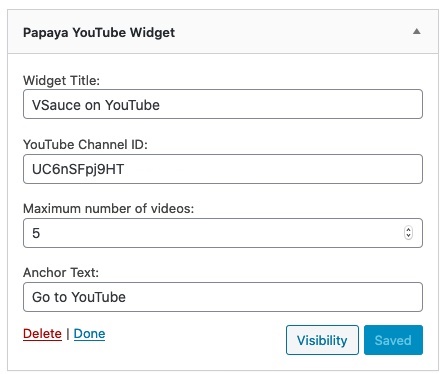 Papaya YouTube Widget
Widget Title:
VSauce on YouTube
YouTube Channel ID:
UC6nSFpj9HT
Maximum number of videos:
5
Anchor Text:
Go to YouTube
Delete | Done
Visibility
Saved